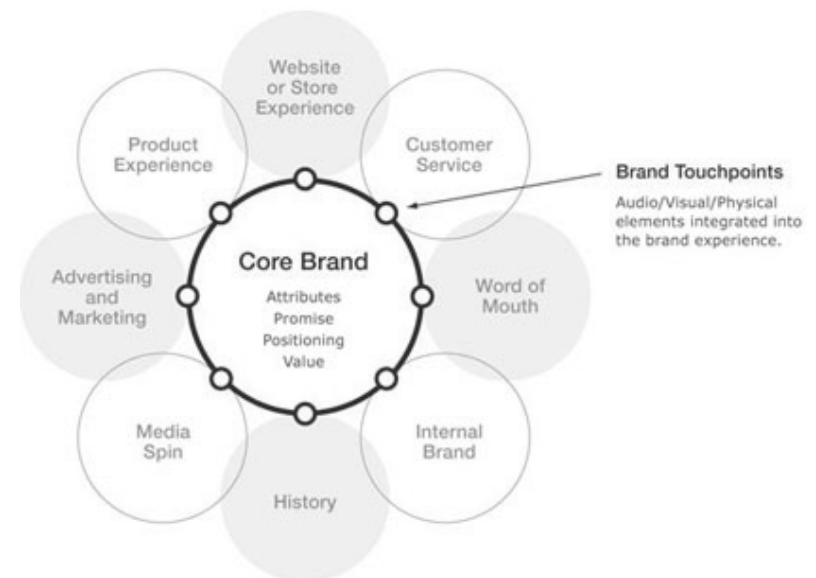 Website
or Store
Experience
Product
Experience
Customer
Service
Brand Touchpoints
Audio/Visual/Physical
elements integrated into
the brand experience.
Core Brand
Attributes
Promise
Positioning
Value
Advertising
and
Marketing
Word of
Mouth
Media
Spin
Internal
Brand
History